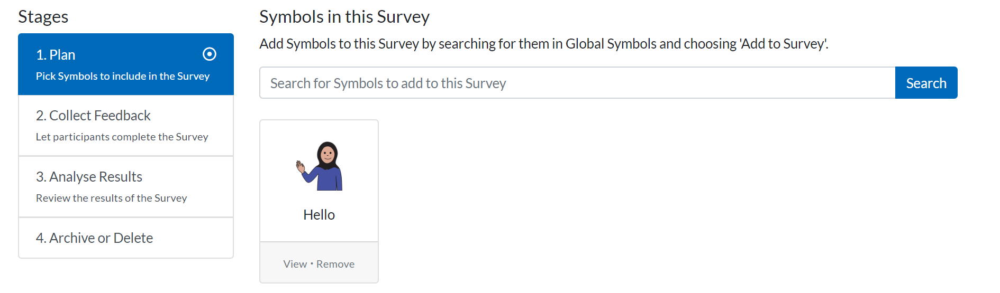 Stages
1. Plan
Pick Symbols to include in the Survey
2. Collect Feedback
Let participants complete the Survey
3. Analyse Results
Review the results of the Survey
4. Archive or Delete
Symbols in this Survey
Add Symbols to this Survey by searching for them in Global Symbols and choosing 'Add to Survey'.
Search for Symbols to add to this Survey
Search
Hello
View • Remove